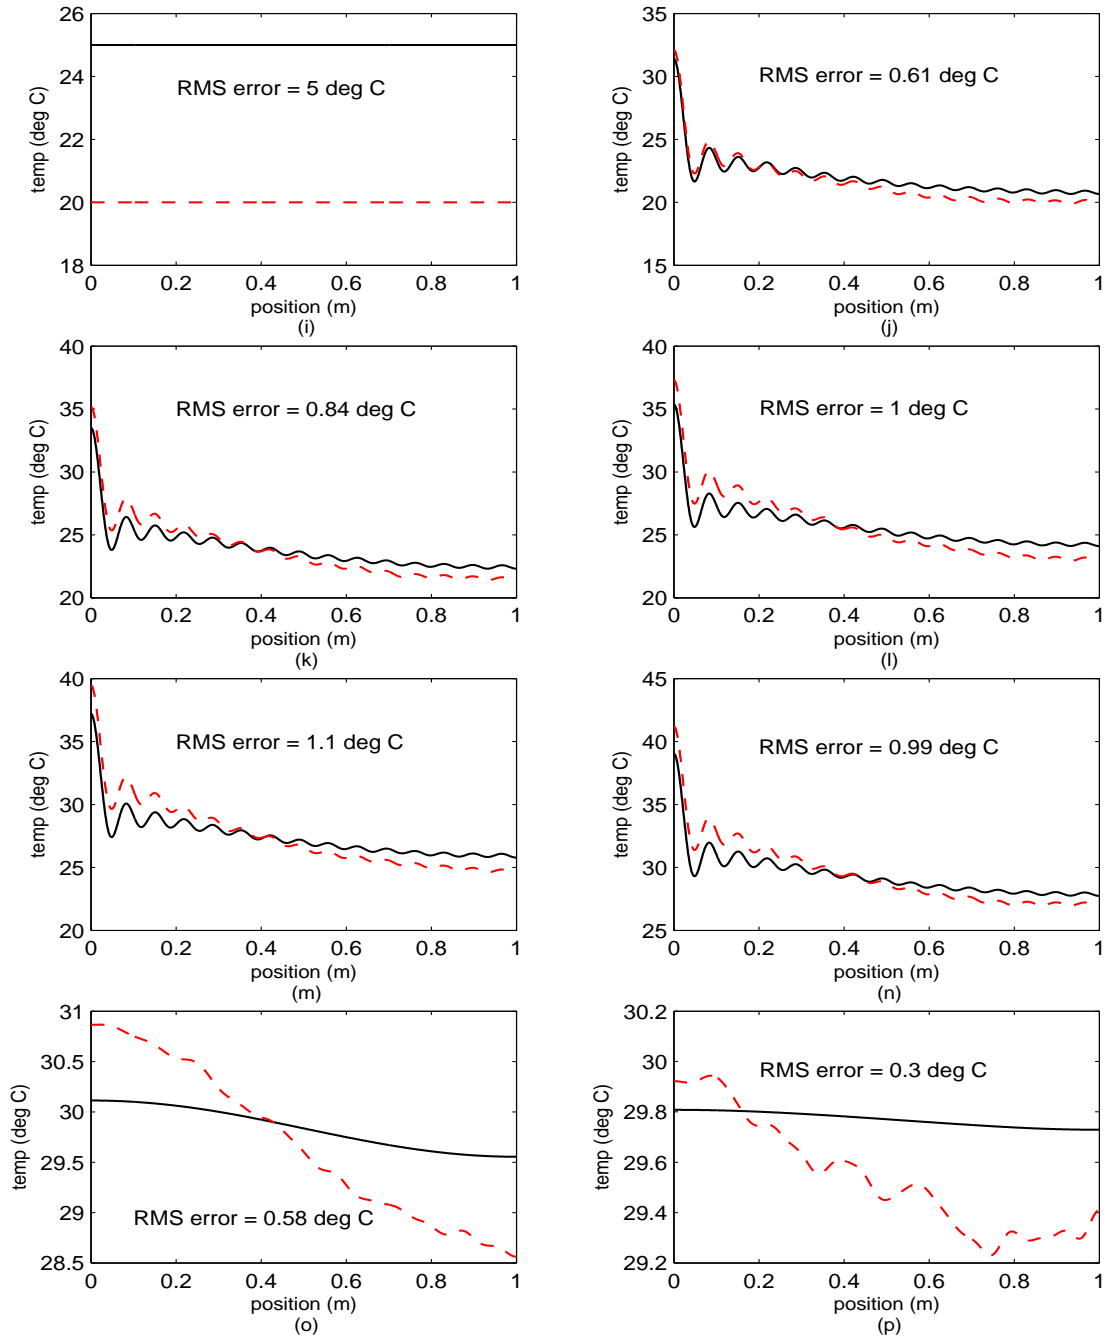 26
24
22
20
18
temp (deg C)
RMS error = 5 deg C
0 0.2 0.4 0.6 0.8 1
position (m)
(i)
35
30
25
20
15
temp (deg C)
RMS error = 0.61 deg C
0 0.2 0.4 0.6 0.8 1
position (m)
(j)
40
35
30
25
20
temp (deg C)
RMS error = 0.84 deg C
0 0.2 0.4 0.6 0.8 1
position (m)
(k)
40
35
30
25
20
temp (deg C)
RMS error = 1 deg C
0 0.2 0.4 0.6 0.8 1
position (m)
(l)
40
35
30
25
20
temp (deg C)
RMS error = 1.1 deg C
0 0.2 0.4 0.6 0.8 1
position (m)
(m)
45
40
35
30
25
temp (deg C)
RMS error = 0.99 deg C
0 0.2 0.4 0.6 0.8 1
position (m)
(n)
31
30.5
30
29.5
29
28.5
temp (deg C)
RMS error = 0.58 deg C
0 0.2 0.4 0.6 0.8 1
position (m)
(o)
30.2
30
29.8
29.6
29.4
29.2
temp (deg C)
RMS error = 0.3 deg C
0 0.2 0.4 0.6 0.8 1
position (m)
(p)